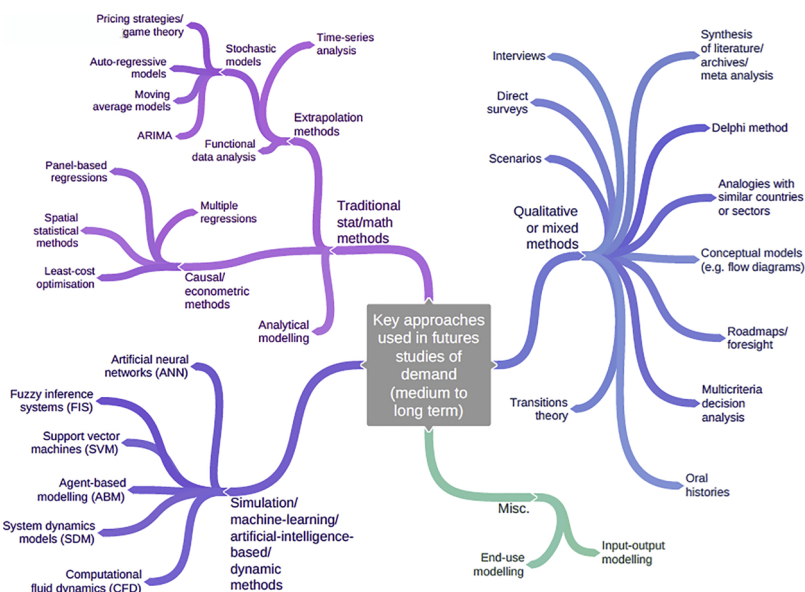 Pricing strategies/
game theory
Auto-regressive
models
Moving
average models
ARIMA
Stochastic
models
Time-series
analysis
Functional
data analysis
Extrapolation
methods
Panel-based
regressions
Spatial
statistical
methods
Least-cost
optimisation
Multiple
regressions
Causal/
econometric
methods
Traditional
stat/math
methods
Analytical
modelling
Key approaches
used in futures
studies of
demand
(medium to
long term)
Artificial neural
networks (ANN)
Fuzzy inference
systems (FIS)
Support vector
machines (SVM)
Agent-based
modelling (ABM)
System dynamics
models (SDM)
Computational
fluid dynamics (CFD)
Simulation/
machine-learning/
artificial-intelligence-
based/
dynamic
methods
Interviews
Direct
surveys
Scenarios
Qualitative
or mixed
methods
Transitions
theory
Synthesis
of literature/
archives/
meta analysis
Delphi method
Analogies with
similar countries
or sectors
Conceptual models
(e.g. flow diagrams)
Roadmaps/
foresight
Multicriteria
decision
analysis
Oral
histories
Misc.
End-use
modelling
Input-output
modelling